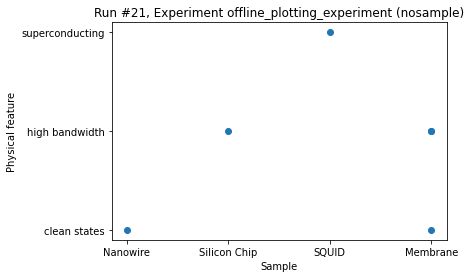 Run #21, Experiment offline_plotting_experiment (nosample)
superconducting
high bandwidth
clean states
Physical feature
Nanowire
Silicon Chip
SQUID
Membrane
Sample